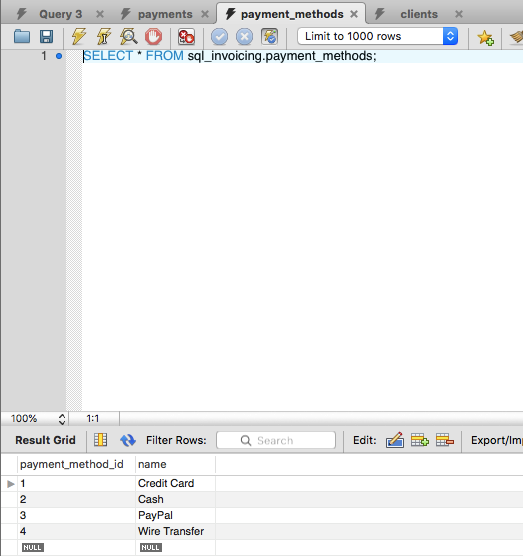 Query 3 payments payment_methods clients
Limit to 1000 rows
1 SELECT * FROM sql_invoicing.payment_methods;
100% 1:1
Result Grid Filter Rows: Search Edit: Export/Im
payment_method_id name
1 Credit Card
2 Cash
3 PayPal
4 Wire Transfer
NULL NULL